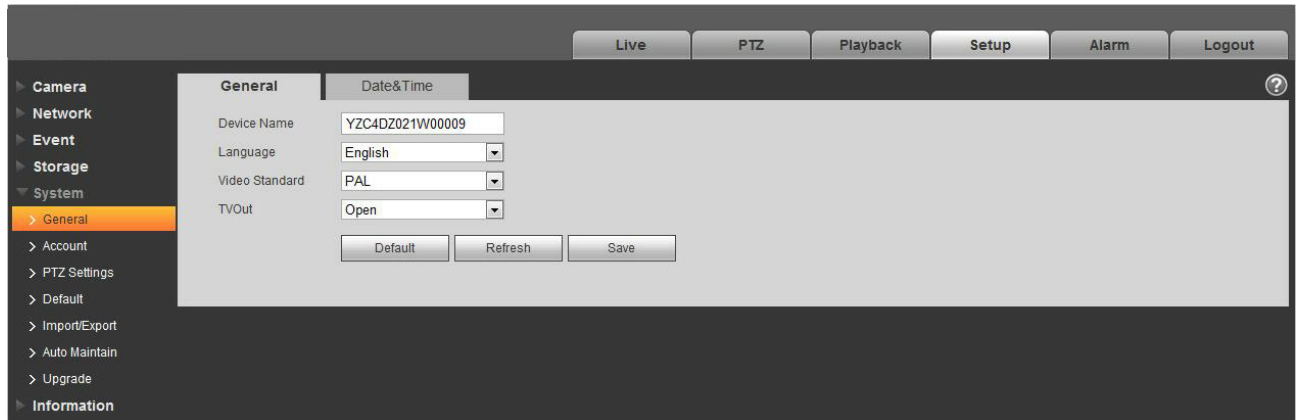 Live PTZ Playback Setup Alarm Logout
Camera
Network
Event
Storage
System
General
Account
PTZ Settings
Default
Import/Export
Auto Maintain
Upgrade
Information
General Date&Time ?
Device Name YZC4DZ021W00009
Language English
Video Standard PAL
TVOut Open
Default Refresh Save